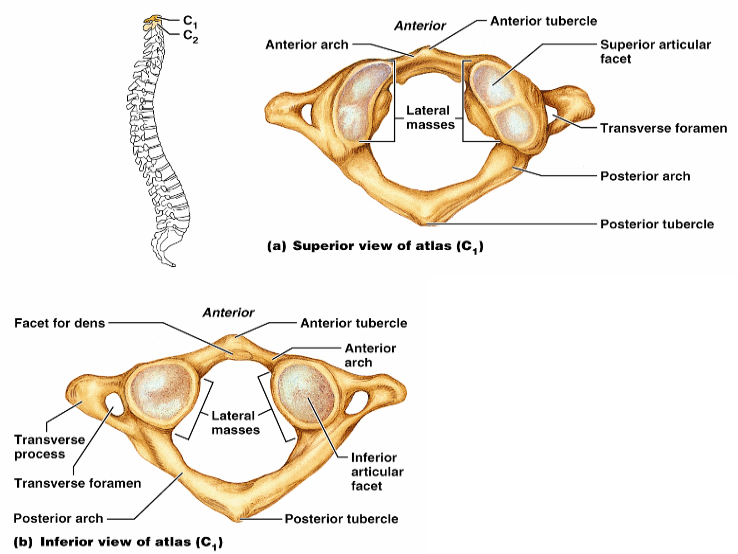 C1
C2
Anterior
Anterior tubercle
Anterior arch
Superior articular
facet
Lateral
masses
Transverse foramen
Posterior arch
Posterior tubercle
(a) Superior view of atlas (C1)
Anterior
Facet for dens
Anterior tubercle
Anterior
arch
Lateral
masses
Transverse
process
Inferior
articular
facet
Transverse foramen
Posterior arch
Posterior tubercle
(b) Inferior view of atlas (C1)